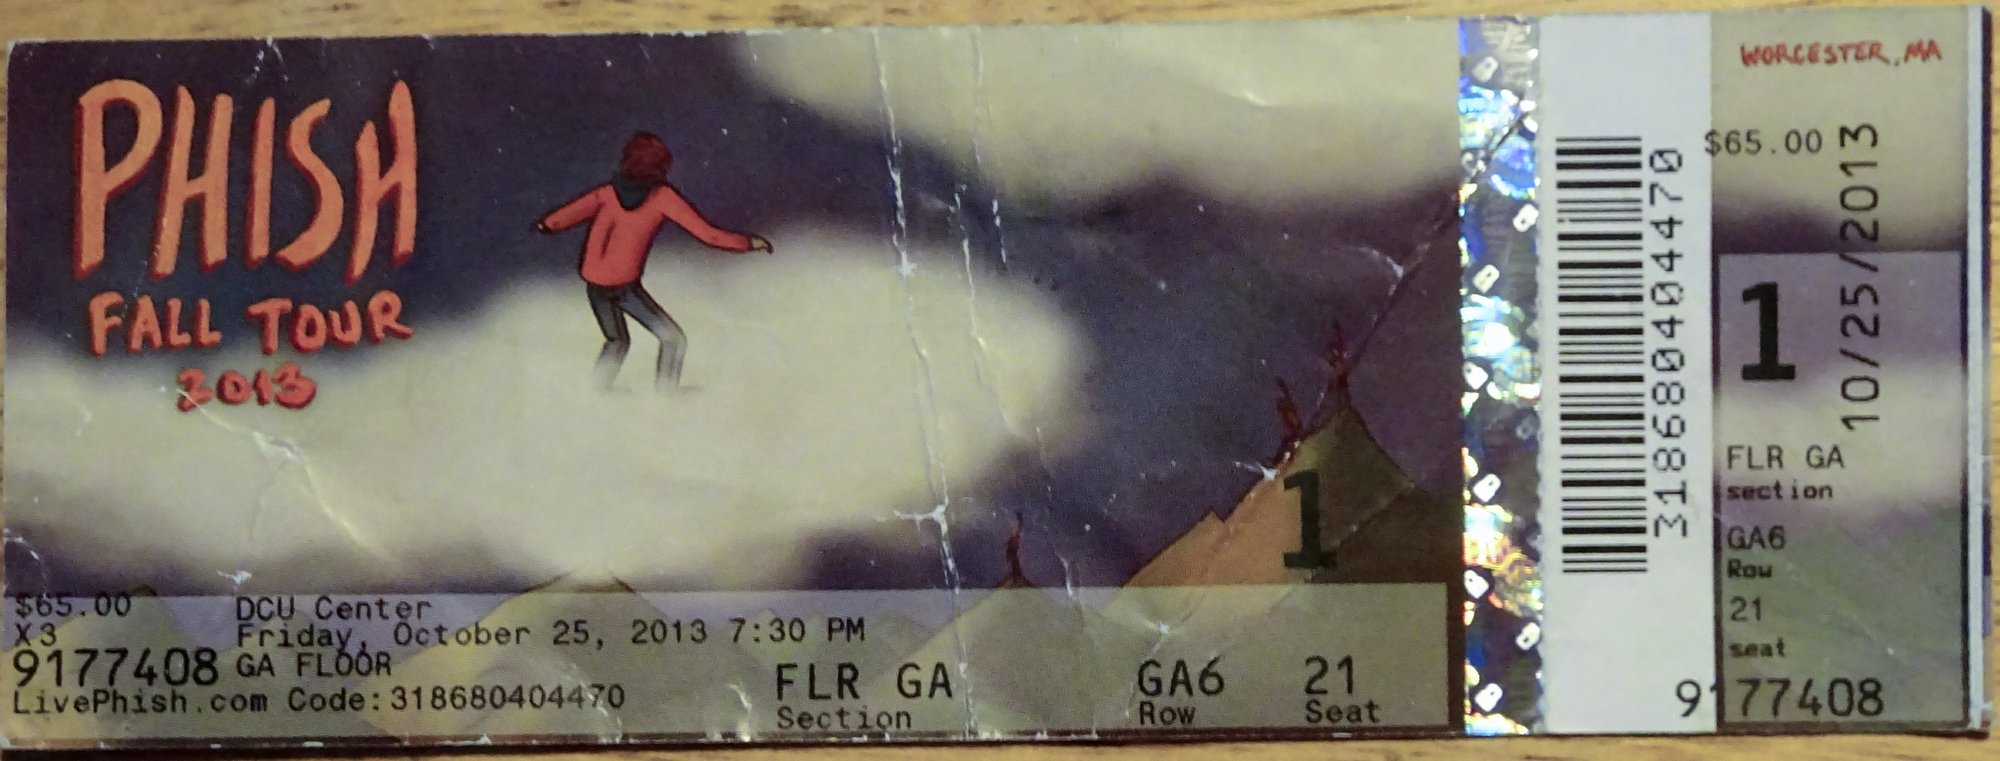 PHISH
FALL TOUR
2013
1
$65.00
X3
9177408
DCU Center
Friday, October 25, 2013 7:30 PM
GA FLOOR
LivePhish.com Code:318680404470
FLR GA
Section
GA6
Row
21
Seat
318680404470
WORCESTER, MA
$65.00
10/25/2013
1
FLR GA
section
GA6
Row
21
seat
9177408